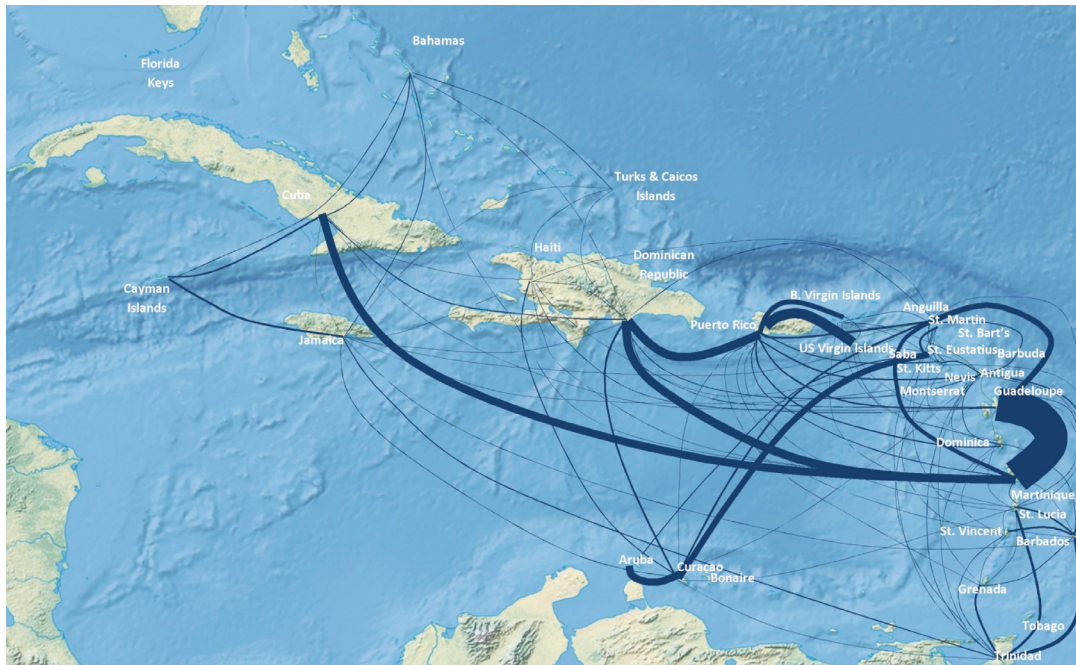 Bahamas
Florida
Keys
Turks & Caicos
Islands
Cuba
Haiti
Dominican
Republic
Cayman
Islands
B. Virgin Islands
Anguilla
St. Martin
Puerto Rico
St. Bart's
Jamaica
US Virgin Islands
Saba
St. Eustatius
Barbuda
St. Kitts
Nevis
Antigua
Montserrat
Guadeloupe
Dominica
Martinique
St. Lucia
St. Vincent
Barbados
Aruba
Curaçao
Bonaire
Grenada
Tobago
Trinidad